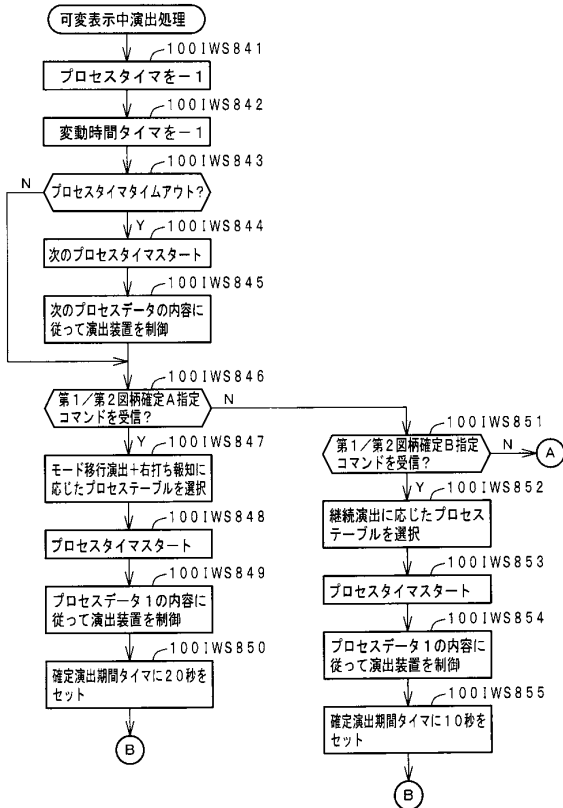 可変表示中演出処理
100IWS841
プロセスタイマを－１
100IWS842
変動時間タイマを－１
100IWS843
プロセスタイマタイムアウト？
N
Y
100IWS844
次のプロセスタイマスタート
100IWS845
次のプロセスデータの内容に
従って演出装置を制御
100IWS846
第１／第２図柄確定Ａ指定
コマンドを受信？
N
Y
100IWS847
モード移行演出＋右打ち報知に
応じたプロセステーブルを選択
100IWS848
プロセスタイマスタート
100IWS849
プロセスデータ１の内容に
従って演出装置を制御
100IWS850
確定演出期間タイマに２０秒を
セット
B
100IWS851
第１／第２図柄確定Ｂ指定
コマンドを受信？
N
A
Y
100IWS852
継続演出に応じたプロセス
テーブルを選択
100IWS853
プロセスタイマスタート
100IWS854
プロセスデータ１の内容に
従って演出装置を制御
100IWS855
確定演出期間タイマに１０秒を
セット
B